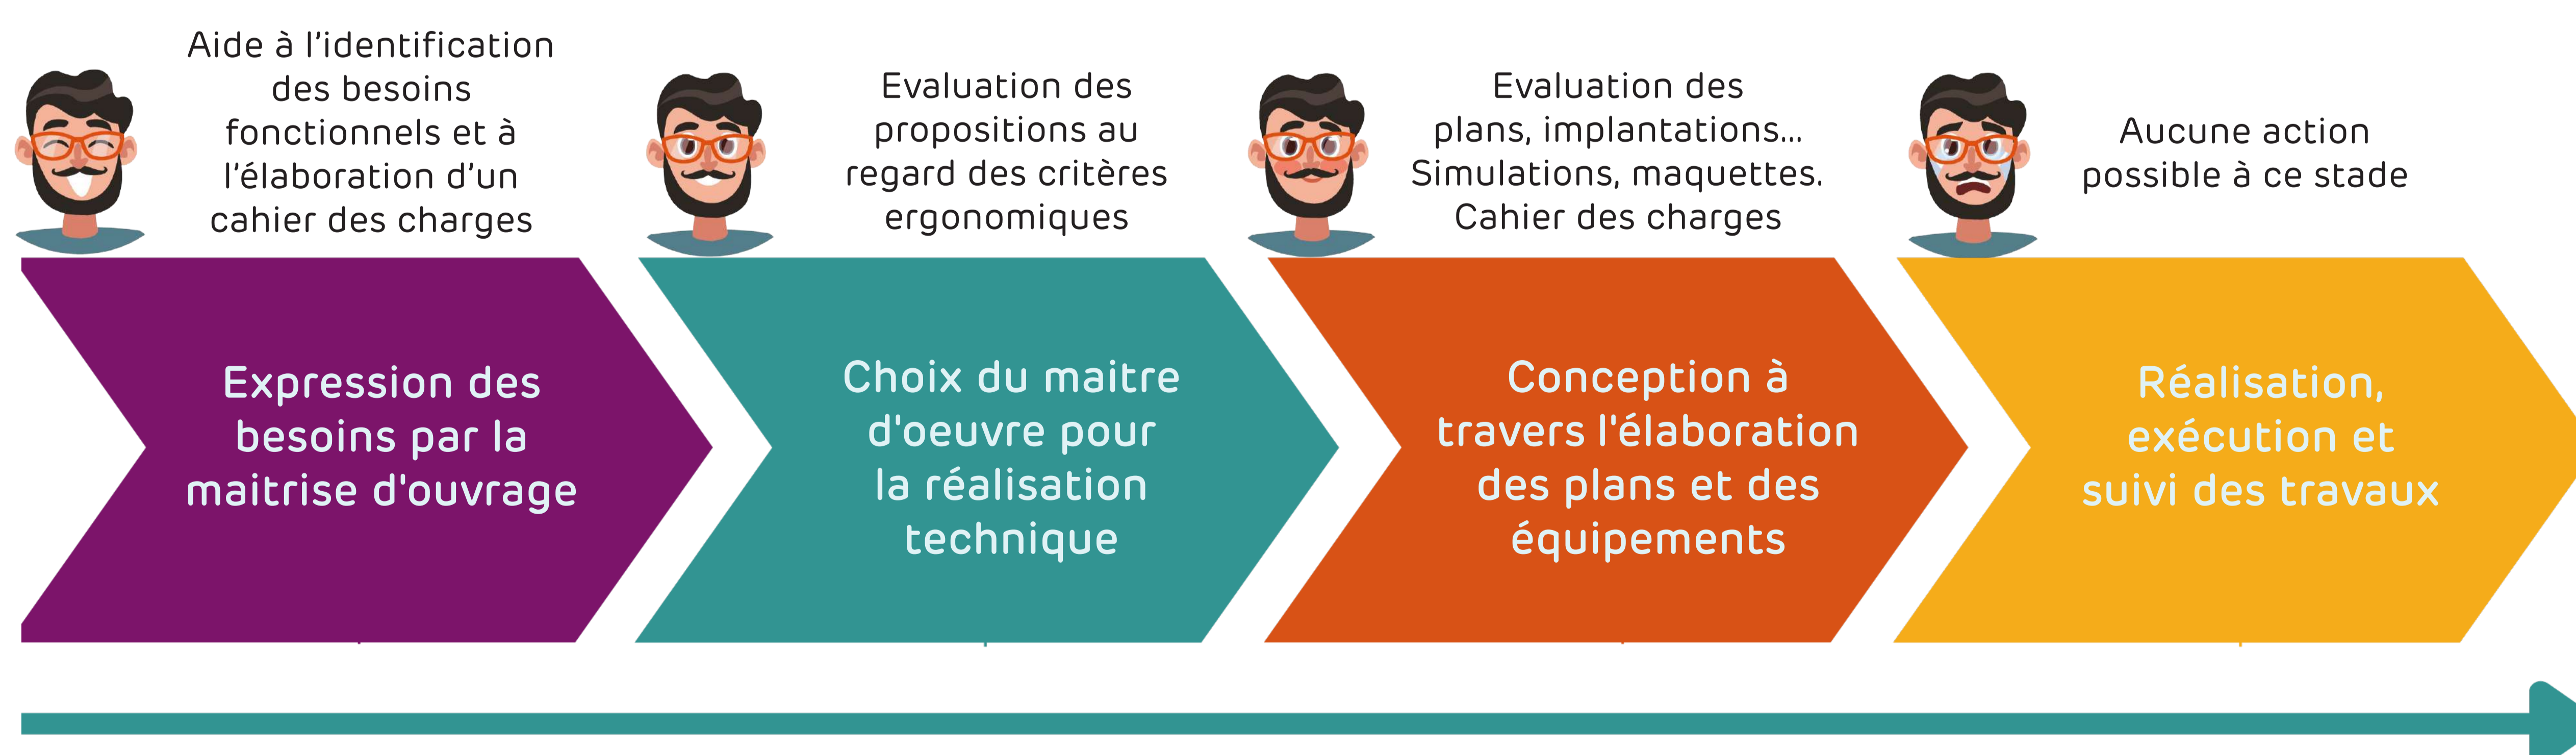 Aide à l'identification
des besoins
fonctionnels et à
l'élaboration d'un
cahier des charges
Evaluation des
propositions au
regard des critères
ergonomiques
Evaluation des
plans, implantations...
Simulations, maquettes.
Cahier des charges
Aucune action
possible à ce stade
Expression des
besoins par la
maitrise d'ouvrage
Choix du maitre
d'oeuvre pour
la réalisation
technique
Conception à
travers l'élaboration
des plans et des
équipements
Réalisation,
exécution et
suivi des travaux